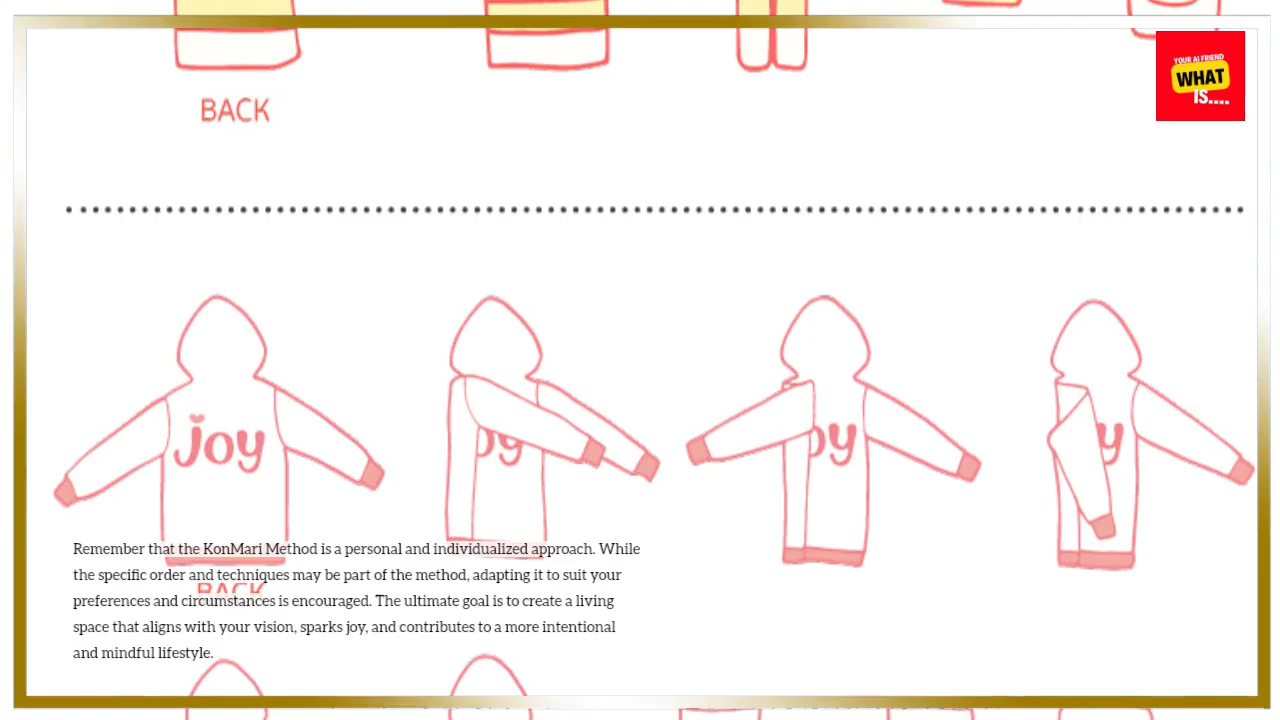 YOUR AI FRIEND
WHAT
IS....
BACK
joy
oy
oy
y
Remember that the KonMari Method is a personal and individualized approach. While
the specific order and techniques may be part of the method, adapting it to suit your
preferences and circumstances is encouraged. The ultimate goal is to create a living
space that aligns with your vision, sparks joy, and contributes to a more intentional
and mindful lifestyle.
BACK